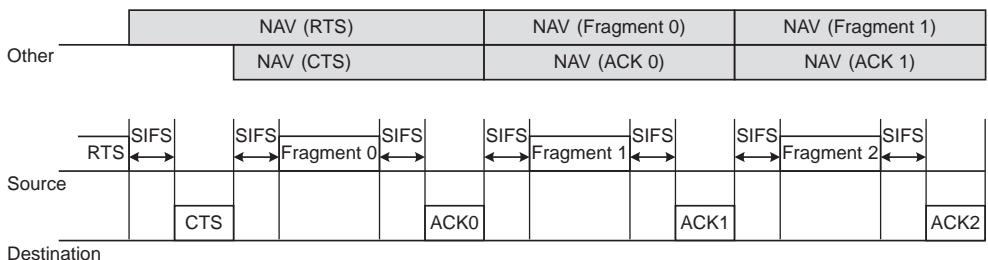 NAV (RTS) NAV (Fragment 0) NAV (Fragment 1)
Other
NAV (CTS) NAV (ACK 0) NAV (ACK 1)
SIFS SIFS SIFS SIFS SIFS SIFS SIFS
RTS Fragment 0 Fragment 1 Fragment 2
Source
CTS ACK0 ACK1 ACK2
Destination